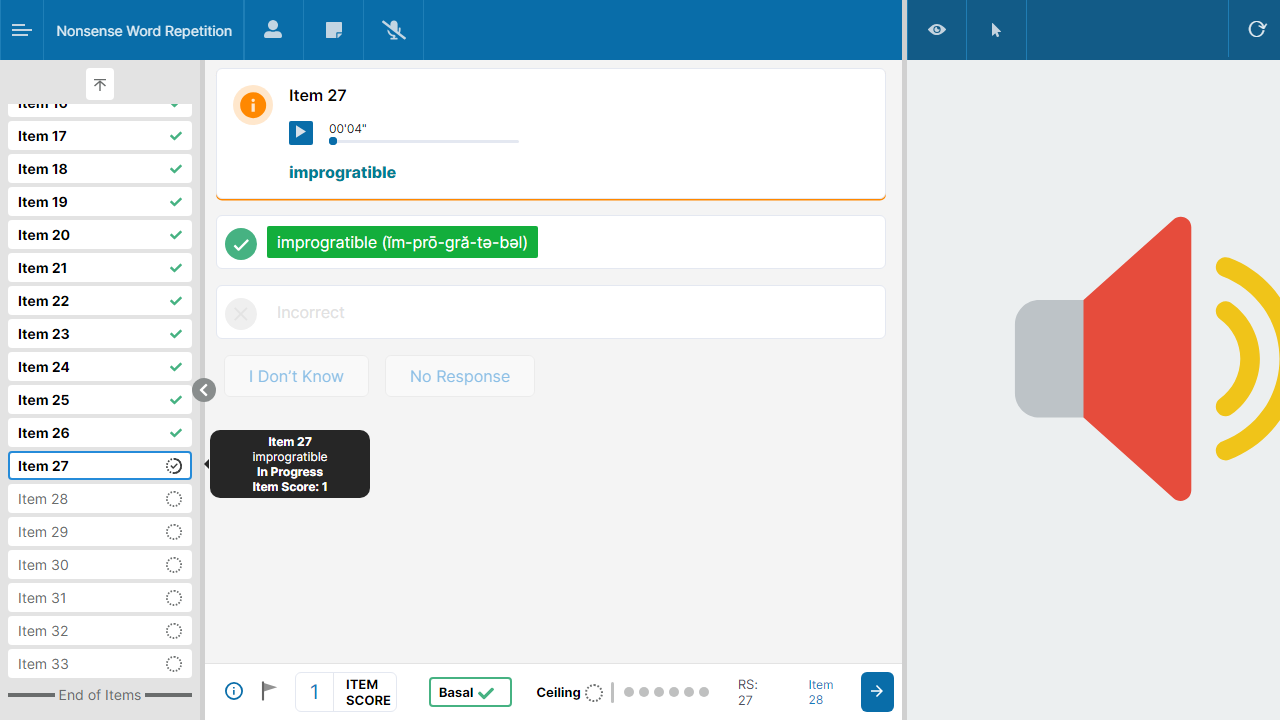 Nonsense Word Repetition
Item 16
Item 17
Item 18
Item 19
Item 20
Item 21
Item 22
Item 23
Item 24
Item 25
Item 26
Item 27
Item 28
Item 29
Item 30
Item 31
Item 32
Item 33
End of Items
Item 27
00'04"
improgratible
improgratible (ĭm-prō-gră-tə-bəl)
Incorrect
I Don't Know
No Response
Item 27
improgratible
In Progress
Item Score: 1
1
ITEM
SCORE
Basal
Ceiling
RS:
27
Item
28